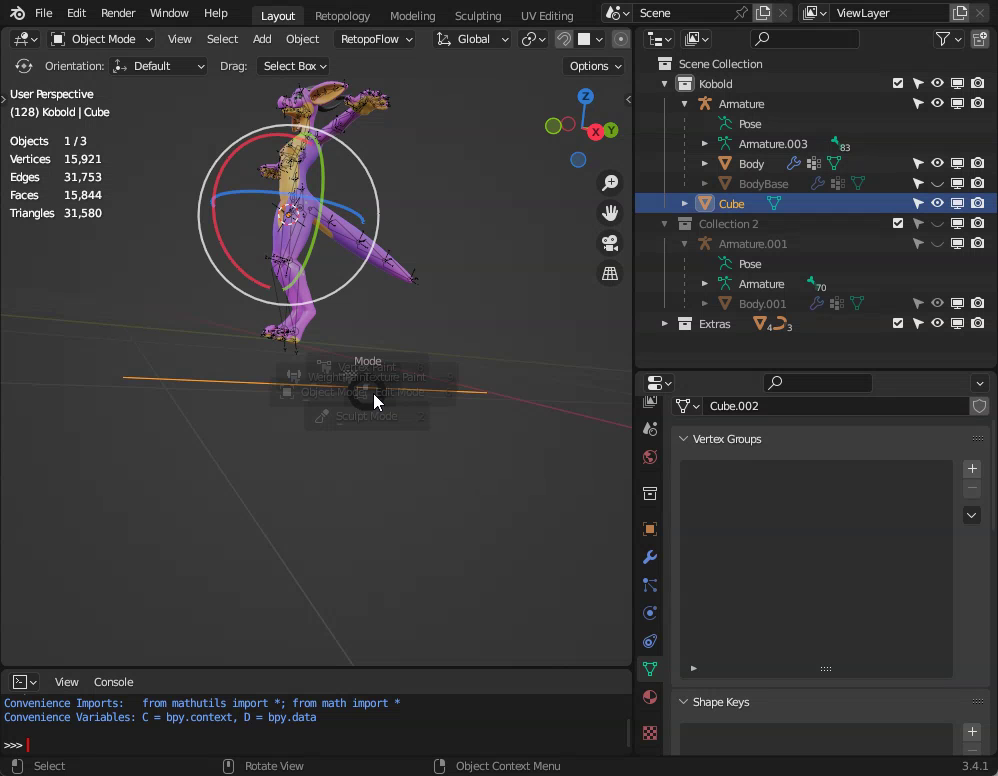 File Edit Render Window Help Layout Retopology Modeling Sculpting UV Editing Scene ViewLayer
Object Mode View Select Add Object RetopoFlow Global
Orientation: Default Drag: Select Box Options
User Perspective
(128) Kobold | Cube
Objects 1 / 3
Vertices 15,921
Edges 31,753
Faces 15,844
Triangles 31,580
Z
X Y
Mode
Vertex Paint
Texture Paint
Object Mode Edit Mode
Sculpt Mode 2
View Console
Convenience Imports: from mathutils import *; from math import *
Convenience Variables: C = bpy.context, D = bpy.data
>>>
Scene Collection
Kobold
Armature
Pose
Armature.003 83
Body
BodyBase
Cube
Collection 2
Armature.001
Pose
Armature 70
Body.001
Extras 4 3
Cube.002
Vertex Groups
Shape Keys
Select Rotate View Object Context Menu 3.4.1